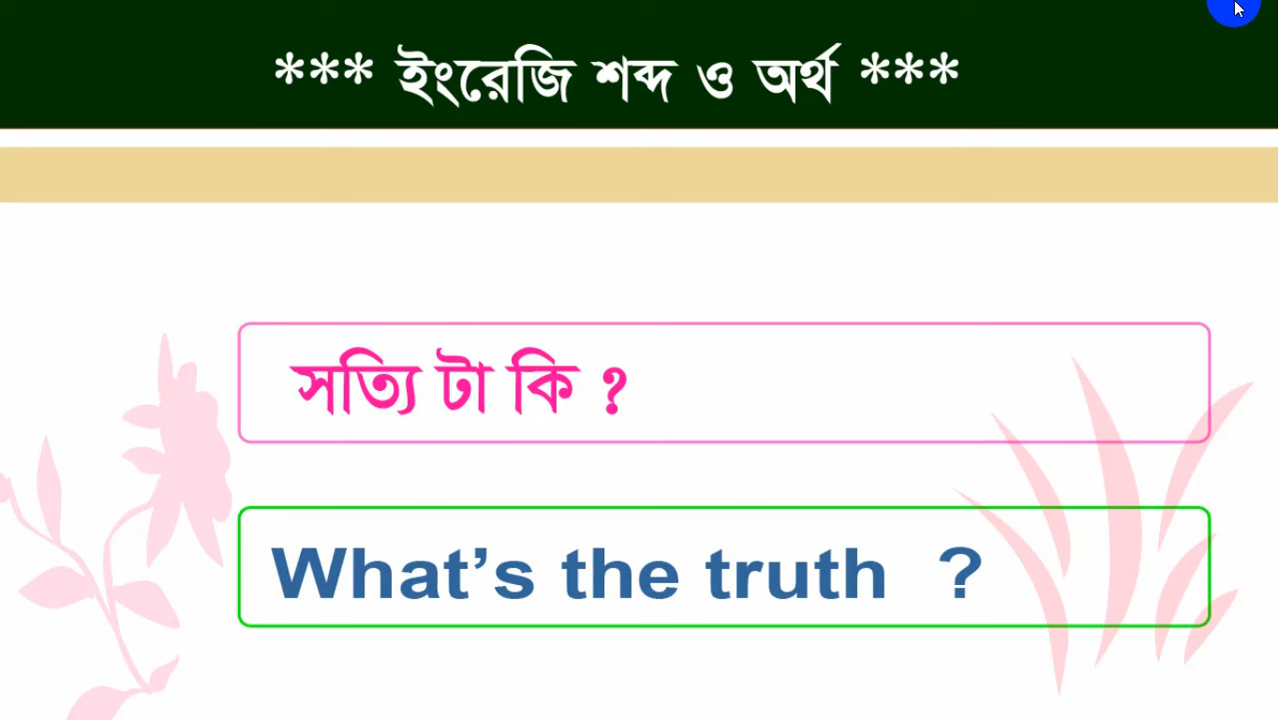 *** ইংরেজি শব্দ ও অর্থ ***
সত্যি টা কি ?
What’s the truth ?